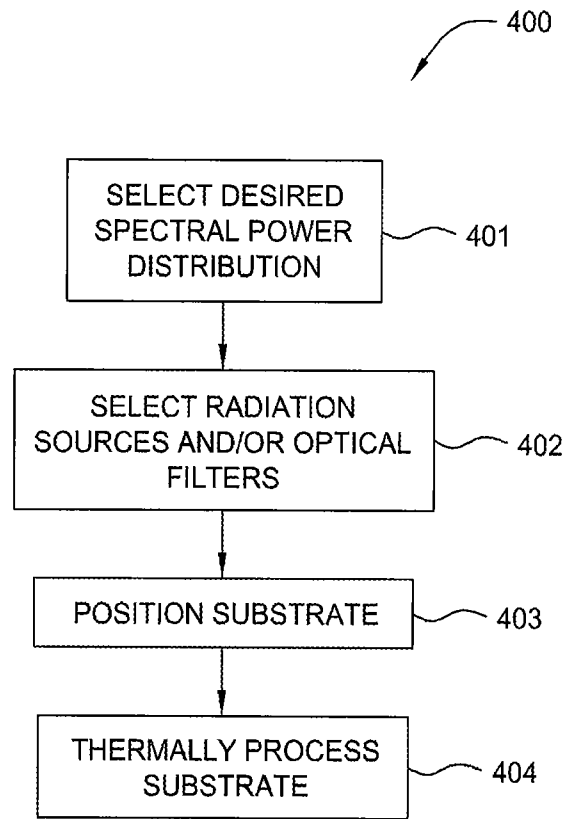 400
SELECT DESIRED
SPECTRAL POWER
DISTRIBUTION
401
SELECT RADIATION
SOURCES AND/OR OPTICAL
FILTERS
402
POSITION SUBSTRATE
403
THERMALLY PROCESS
SUBSTRATE
404